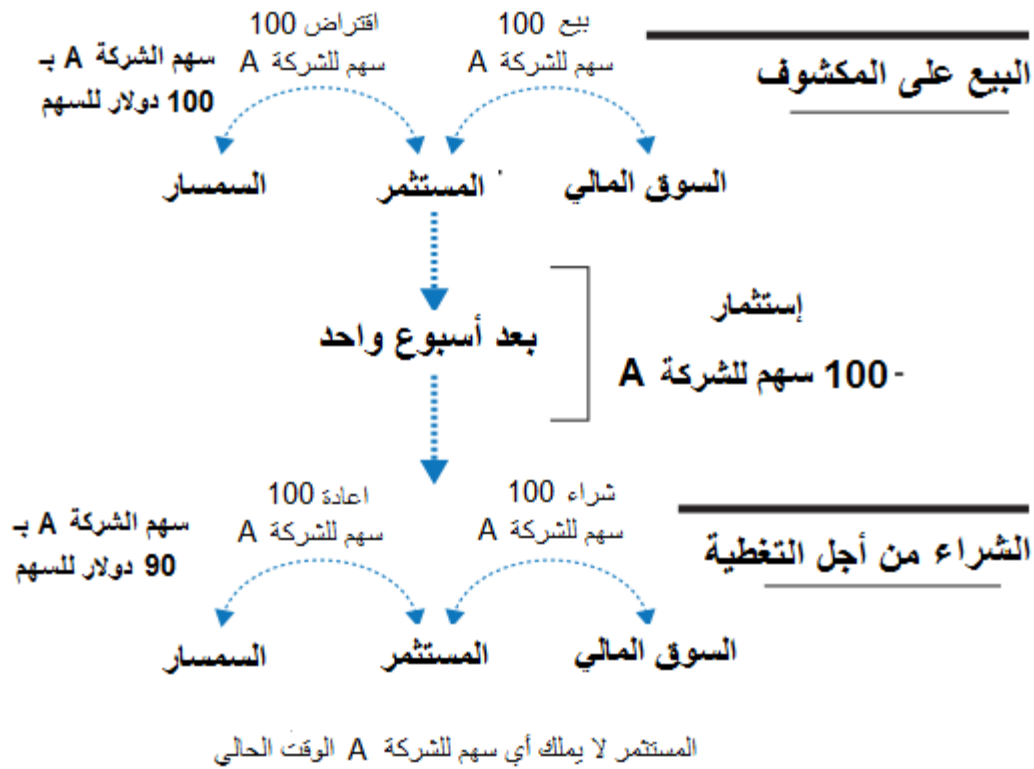 البيع على المكشوف
بيع 100
سهم للشركة A
اقتراض 100
سهم للشركة A
سهم الشركة A بـ
100 دولار للسهم
السوق المالي
المستثمر
السمسار
إستثمار
-100 سهم للشركة A
بعد أسبوع واحد
الشراء من أجل التغطية
شراء 100
سهم للشركة A
اعادة 100
سهم للشركة A
سهم الشركة A بـ
90 دولار للسهم
السوق المالي
المستثمر
السمسار
المستثمر لا يملك أي سهم للشركة A الوقت الحالي